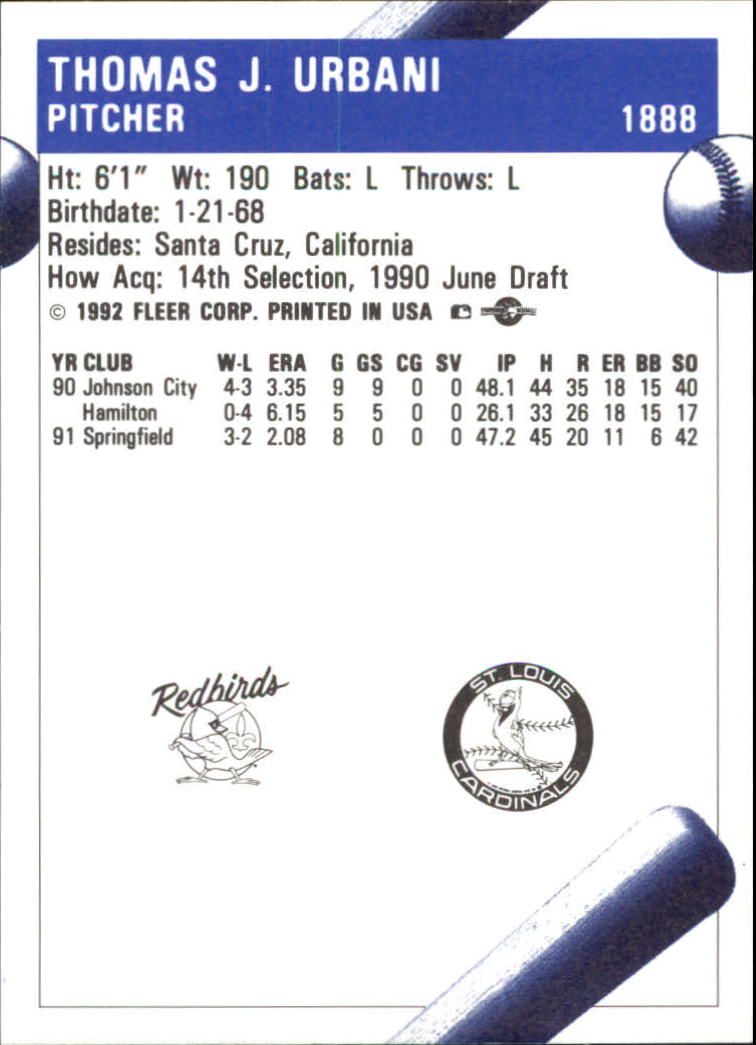 THOMAS J. URBANI
PITCHER 1888
Ht: 6'1" Wt: 190 Bats: L Throws: L
Birthdate: 1-21-68
Resides: Santa Cruz, California
How Acq: 14th Selection, 1990 June Draft
© 1992 FLEER CORP. PRINTED IN USA
YR CLUB W-L ERA G GS CG SV IP H R ER BB SO
90 Johnson City 4-3 3.35 9 9 0 0 48.1 44 35 18 15 40
Hamilton 0-4 6.15 5 5 0 0 26.1 33 26 18 15 17
91 Springfield 3-2 2.08 8 0 0 0 47.2 45 20 11 6 42
Redbirds
ST. LOUIS
CARDINALS